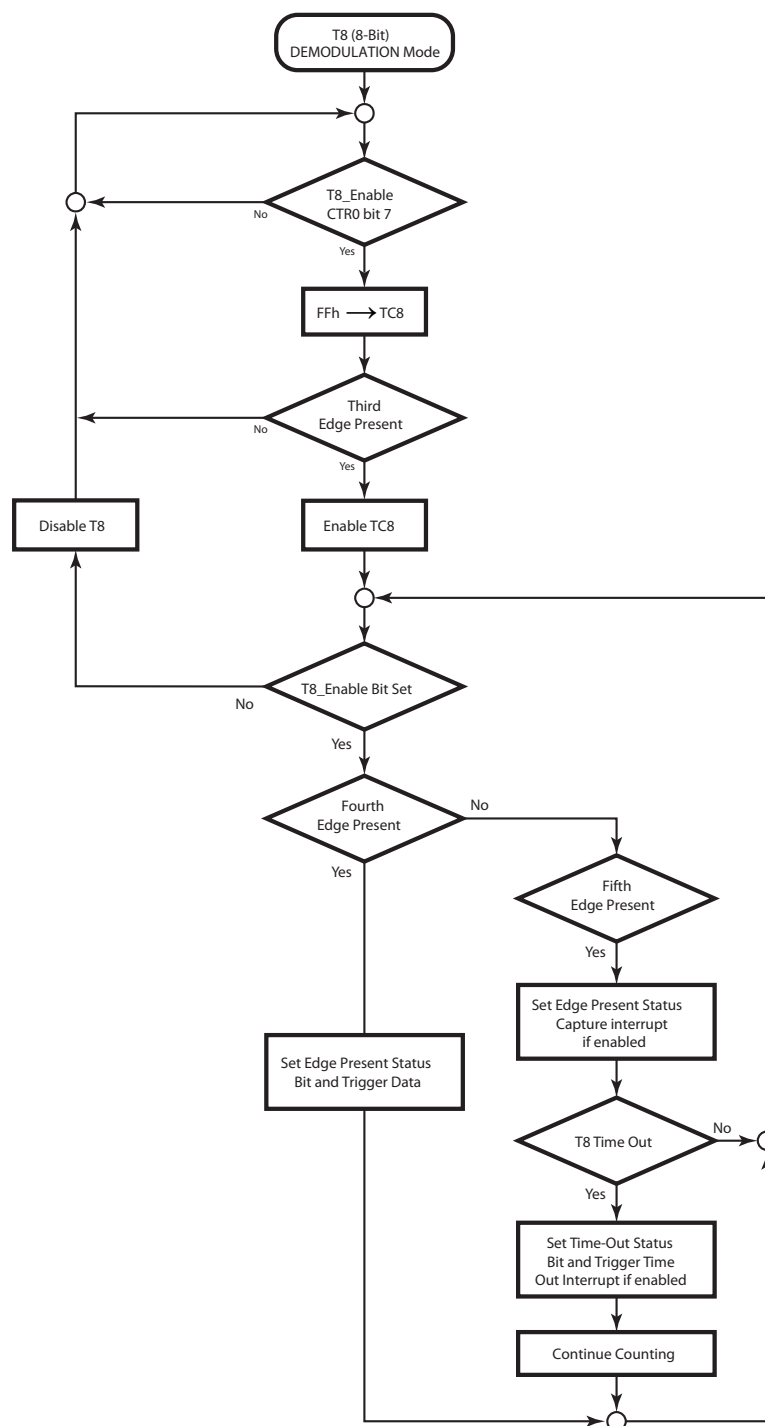 T8 (8-Bit)
DEMODULATION Mode
T8_Enable
CTR0 bit 7
No
Yes
FFh → TC8
Third
Edge Present
No
Yes
Disable T8
Enable TC8
T8_Enable Bit Set
No
Yes
Fourth
Edge Present
No
Yes
Fifth
Edge Present
Yes
Set Edge Present Status
Capture interrupt
if enabled
Set Edge Present Status
Bit and Trigger Data
T8 Time Out
No
Yes
Set Time-Out Status
Bit and Trigger Time
Out Interrupt if enabled
Continue Counting